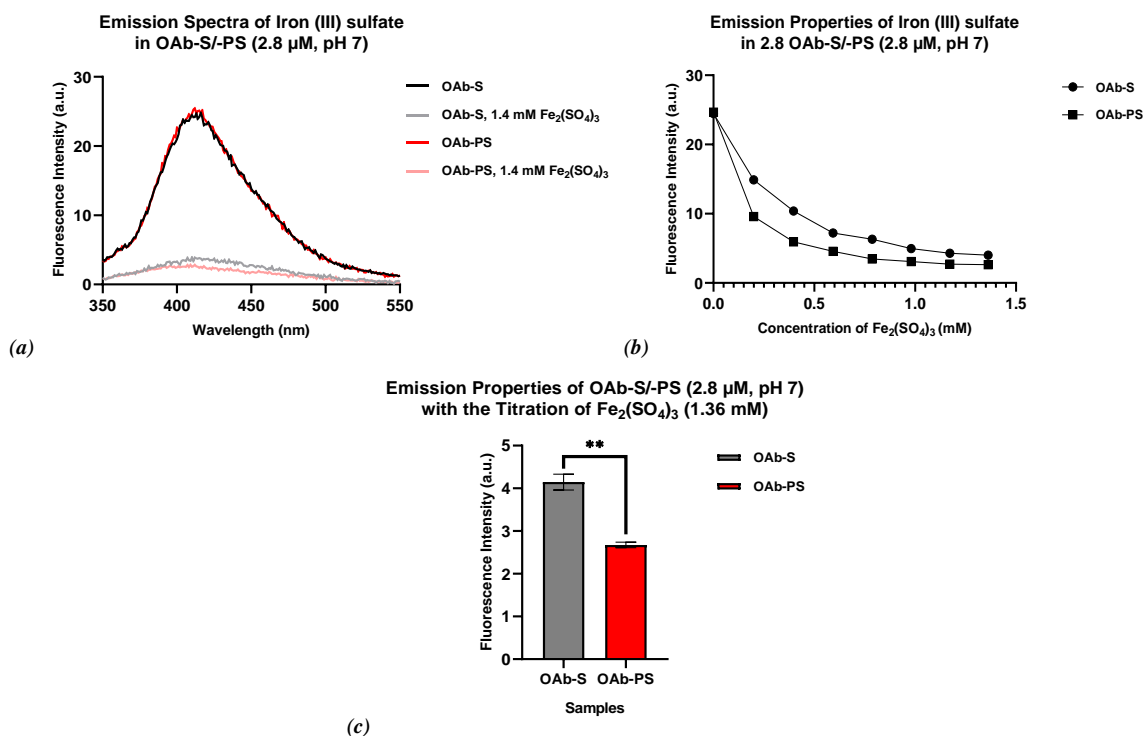 Emission Spectra of Iron (III) sulfate
in OAb-S/-PS (2.8 µM, pH 7)
Fluorescence Intensity (a.u.)
30
20
10
0
350
400
450
500
550
Wavelength (nm)
OAb-S
OAb-S, 1.4 mM Fe₂(SO₄)₃
OAb-PS
OAb-PS, 1.4 mM Fe₂(SO₄)₃
(a)
Emission Properties of Iron (III) sulfate
in 2.8 OAb-S/-PS (2.8 µM, pH 7)
Fluorescence Intensity (a.u.)
30
20
10
0
0.0
0.5
1.0
1.5
Concentration of Fe₂(SO₄)₃ (mM)
OAb-S
OAb-PS
(b)
Emission Properties of OAb-S/-PS (2.8 µM, pH 7)
with the Titration of Fe₂(SO₄)₃ (1.36 mM)
Fluorescence Intensity (a.u.)
5
4
3
2
1
0
**
OAb-S
OAb-PS
Samples
OAb-S
OAb-PS
(c)